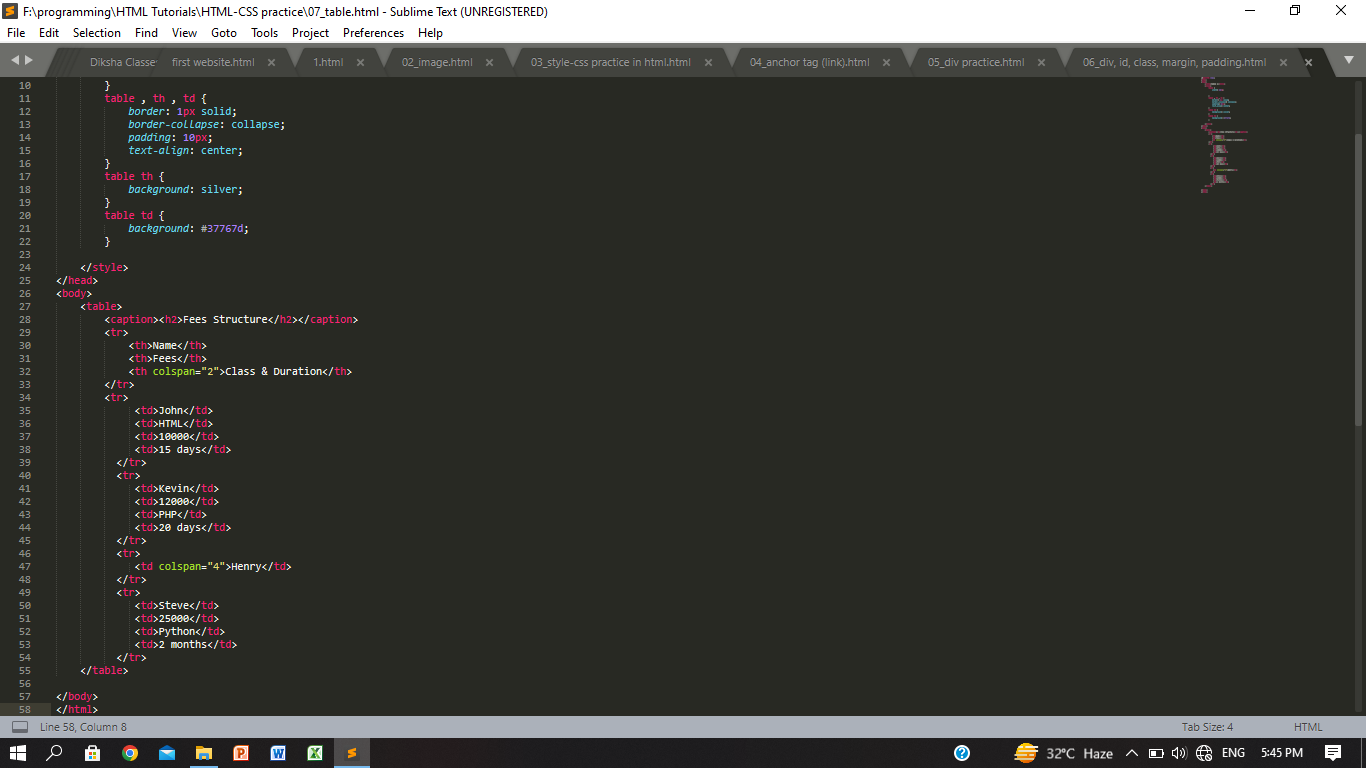 F:\programming\HTML Tutorials\HTML-CSS practice\07_table.html - Sublime Text (UNREGISTERED)
File Edit Selection Find View Goto Tools Project Preferences Help
Diksha Classe first website.html 1.html 02_image.html 03_style-css practice in html.html 04_anchor tag (link).html 05_div practice.html 06_div, id, class, margin, padding.html
10 }
11 table , th , td {
12 border: 1px solid;
13 border-collapse: collapse;
14 padding: 10px;
15 text-align: center;
16 }
17 table th {
18 background: silver;
19 }
20 table td {
21 background: #37767d;
22 }
23
24 </style>
25 </head>
26 <body>
27 <table>
28 <caption><h2>Fees Structure</h2></caption>
29 <tr>
30 <th>Name</th>
31 <th>Fees</th>
32 <th colspan="2">Class & Duration</th>
33 </tr>
34 <tr>
35 <td>John</td>
36 <td>HTML</td>
37 <td>10000</td>
38 <td>15 days</td>
39 </tr>
40 <tr>
41 <td>Kevin</td>
42 <td>12000</td>
43 <td>PHP</td>
44 <td>20 days</td>
45 </tr>
46 <tr>
47 <td colspan="4">Henry</td>
48 </tr>
49 <tr>
50 <td>Steve</td>
51 <td>25000</td>
52 <td>Python</td>
53 <td>2 months</td>
54 </tr>
55 </table>
56
57 </body>
58 </html>
Line 58, Column 8 Tab Size: 4 HTML
32°C Haze ENG 5:45 PM